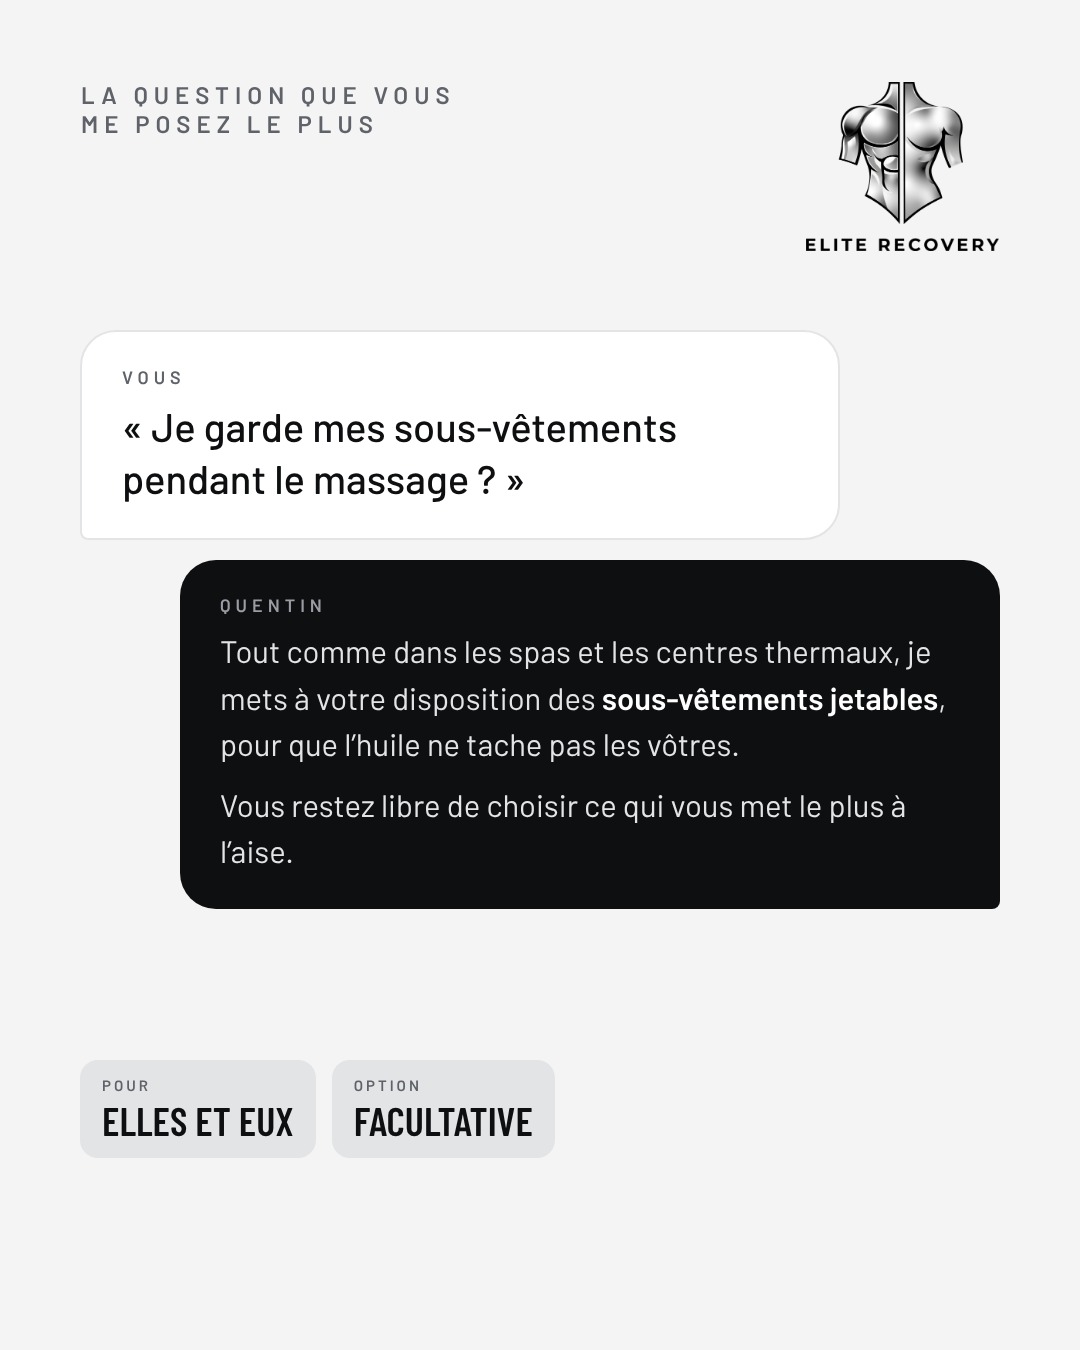 LA QUESTION QUE VOUS
ME POSEZ LE PLUS
ELITE RECOVERY
VOUS
« Je garde mes sous-vêtements
pendant le massage ? »
QUENTIN
Tout comme dans les spas et les centres thermaux, je
mets à votre disposition des sous-vêtements jetables,
pour que l’huile ne tache pas les vôtres.
Vous restez libre de choisir ce qui vous met le plus à
l’aise.
POUR
ELLES ET EUX
OPTION
FACULTATIVE